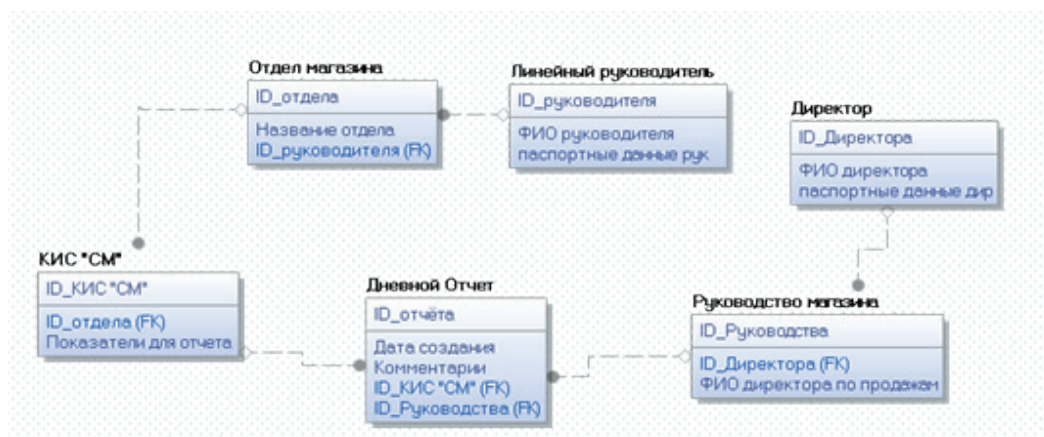 Отдел магазина
ID_отдела
Название отдела
ID_руководителя (FK)
Линейный руководитель
ID_руководителя
ФИО руководителя
паспортные данные рук
Директор
ID_Директора
ФИО директора
паспортные данные дир
КИС "СМ"
ID_КИС "СМ"
ID_отдела (FK)
Показатели для отчета
Дневной Отчет
ID_отчёта
Дата создания
Комментарии
ID_КИС "СМ" (FK)
ID_Руководства (FK)
Руководство магазина
ID_Руководства
ID_Директора (FK)
ФИО директора по продажам